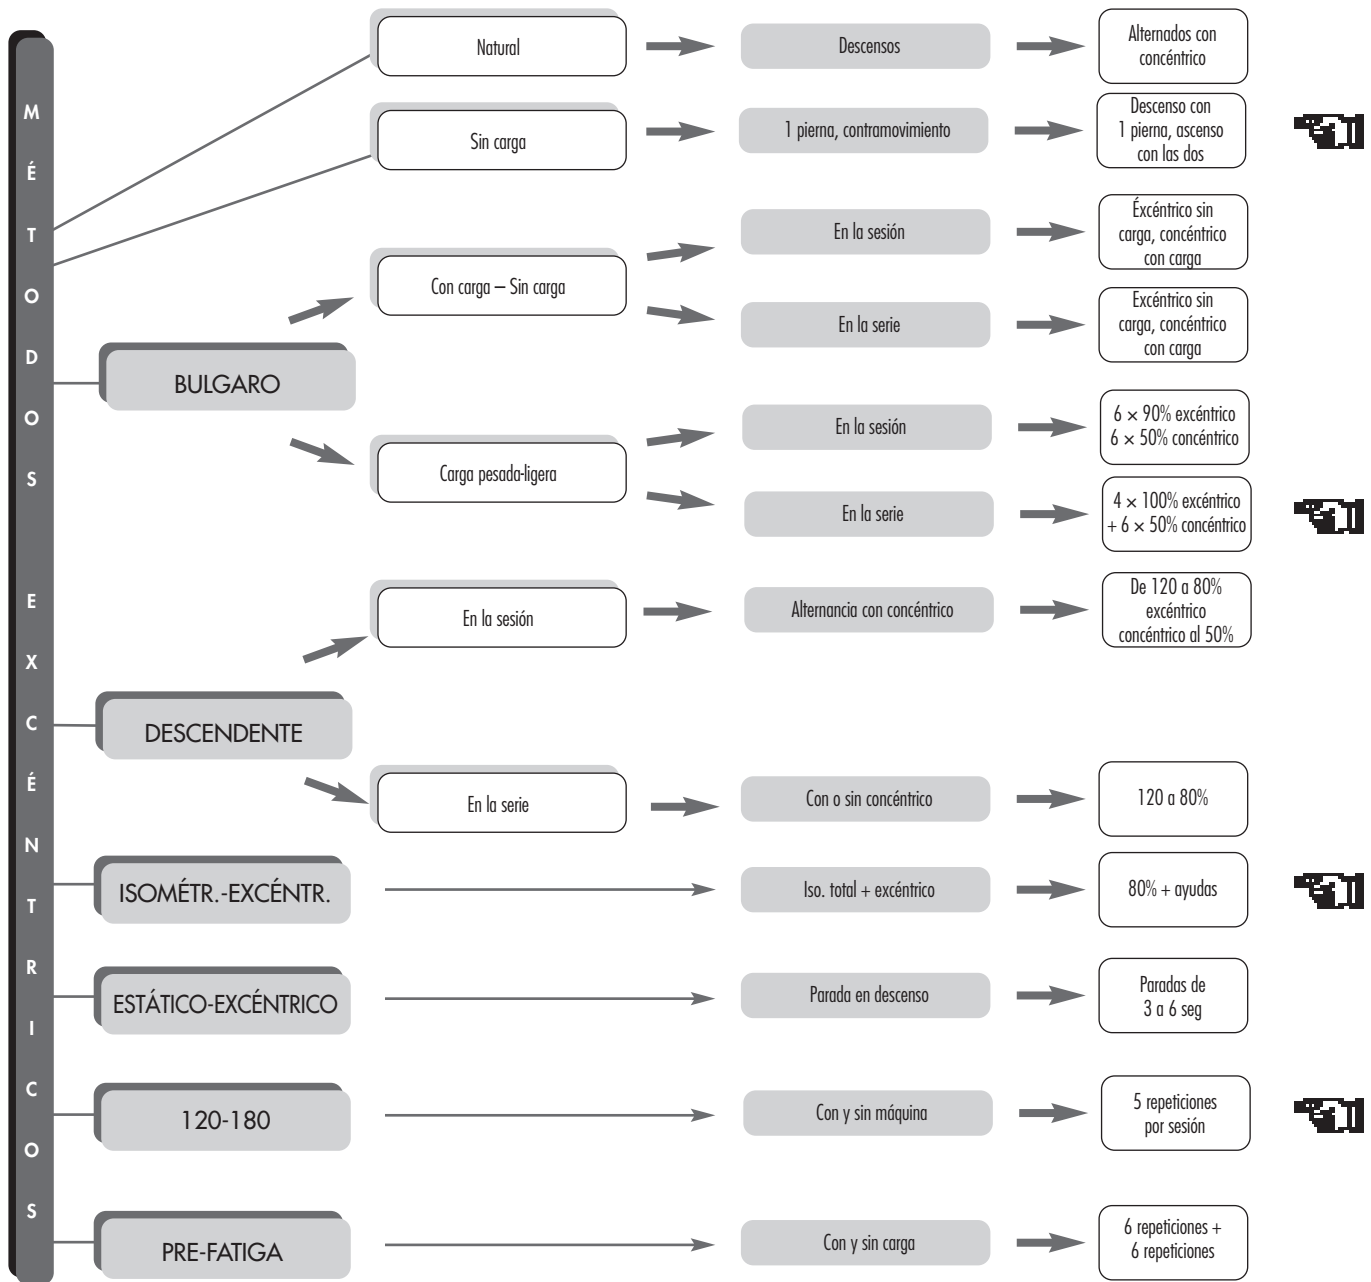 MÉTODOS EXCÉNTRICOS
Natural
Descensos
Alternados con
concéntrico
Sin carga
1 pierna, contramovimiento
Descenso con
1 pierna, ascenso
con las dos
BULGARO
Con carga – Sin carga
En la sesión
Éxcéntrico sin
carga, concéntrico
con carga
En la serie
Excéntrico sin
carga, concéntrico
con carga
Carga pesada-ligera
En la sesión
6 × 90% excéntrico
6 × 50% concéntrico
En la serie
4 × 100% excéntrico
+ 6 × 50% concéntrico
DESCENDENTE
En la sesión
Alternancia con concéntrico
De 120 a 80%
excéntrico
concéntrico al 50%
En la serie
Con o sin concéntrico
120 a 80%
ISOMÉTR.-EXCÉNTR.
Iso. total + excéntrico
80% + ayudas
ESTÁTICO-EXCÉNTRICO
Parada en descenso
Paradas de
3 a 6 seg
120-180
Con y sin máquina
5 repeticiones
por sesión
PRE-FATIGA
Con y sin carga
6 repeticiones +
6 repeticiones